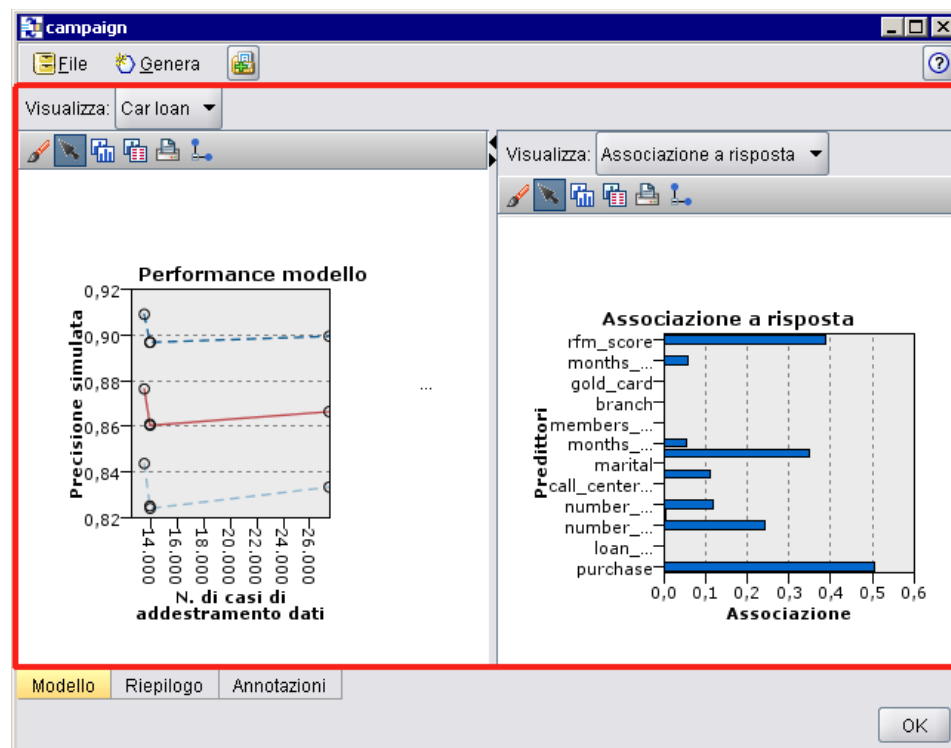 campaign
File Genera
Visualizza: Car loan
Visualizza: Associazione a risposta
Performance modello
Precisione simulata
0,92
0,90
0,88
0,86
0,84
0,82
14.000
16.000
18.000
20.000
22.000
24.000
26.000
N. di casi di
addestramento dati
...
Associazione a risposta
Predittori
rfm_score
months_...
gold_card
branch
members_...
months_...
marital
call_center...
number_...
number_...
loan_...
purchase
0,0 0,1 0,2 0,3 0,4 0,5 0,6
Associazione
Modello Riepilogo Annotazioni
OK